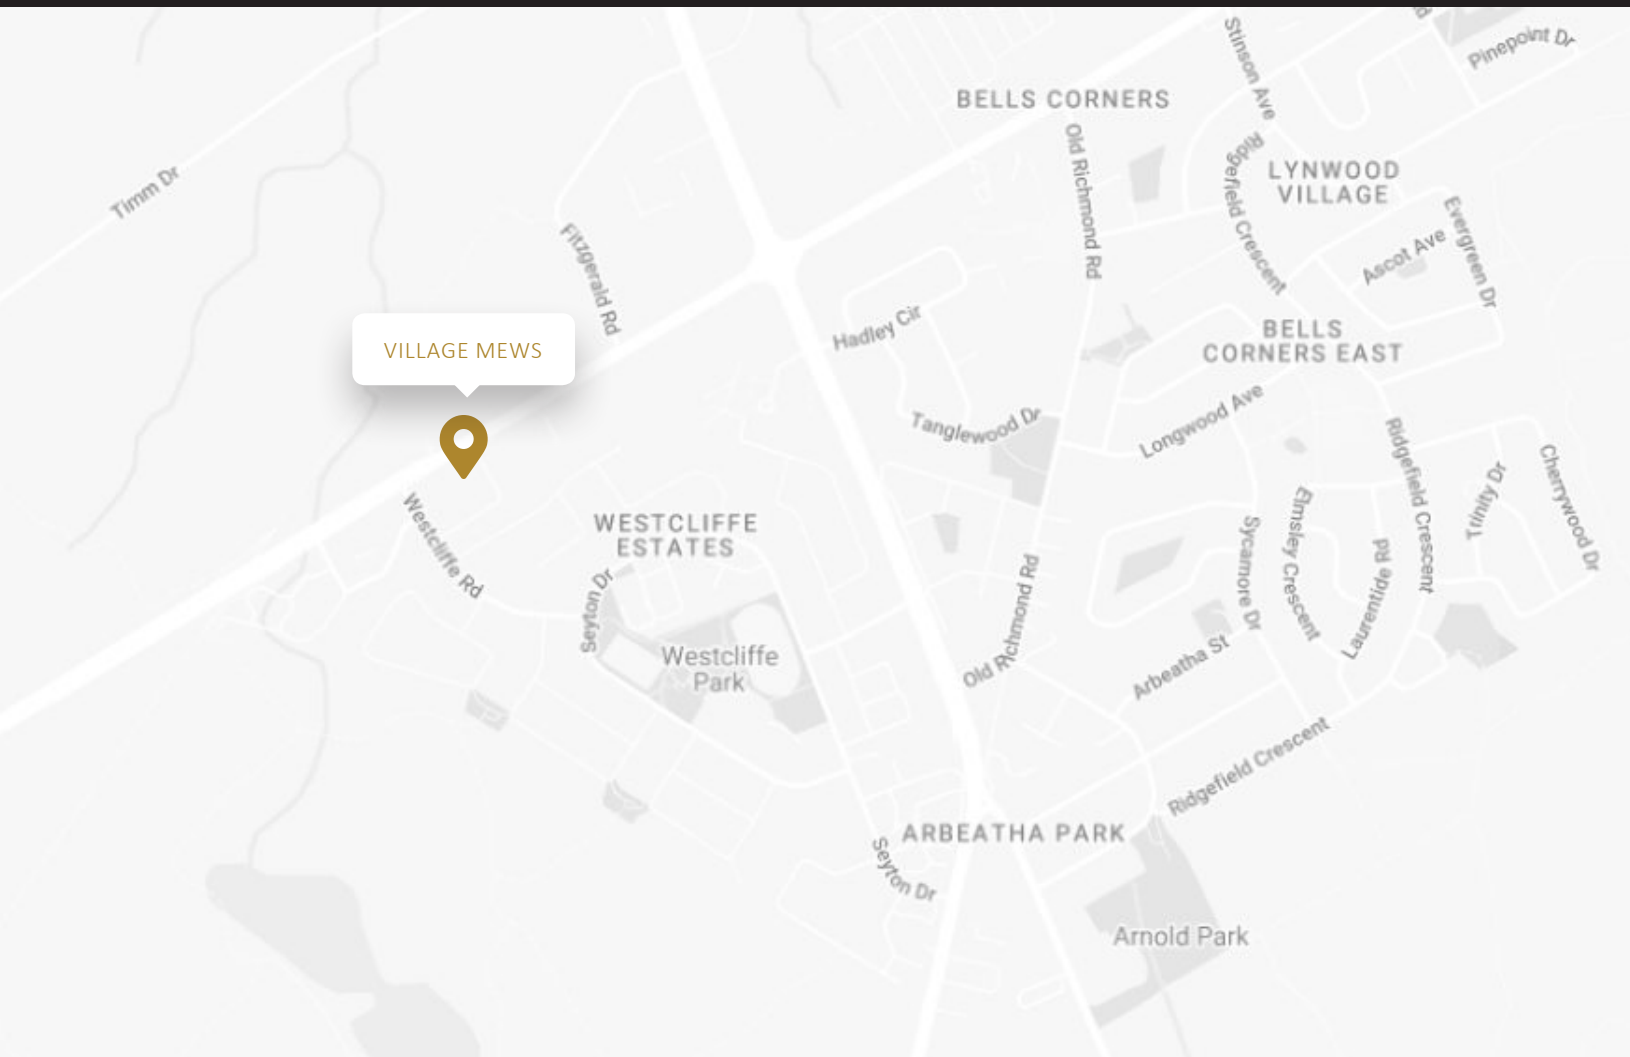 Stinson Ave
Pinepoint Dr
BELLS CORNERS
Old Richmond Rd
Ridgefield Crescent
LYNWOOD
VILLAGE
Timm Dr
Evergreen Dr
Ascot Ave
Fitzgerald Rd
Hadley Cir
BELLS
CORNERS EAST
VILLAGE MEWS
Tanglewood Dr
Longwood Ave
Ridgefield Crescent
Cherrywood Dr
Trinity Dr
Westcliffe Rd
WESTCLIFFE
ESTATES
Elmsley Crescent
Sycamore Dr
Laurentide Rd
Seyton Dr
Old Richmond Rd
Westcliffe
Park
Arbeatha St
Ridgefield Crescent
ARBEATHA PARK
Seyton Dr
Arnold Park